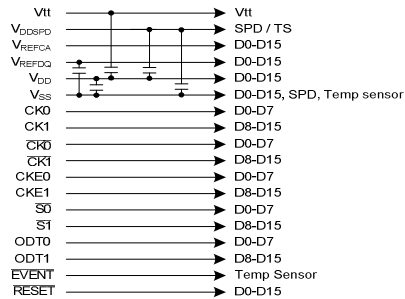 Vtt Vtt
VDDSPD SPD / TS
VREFCA D0-D15
VREFDQ D0-D15
VDD D0-D15
VSS D0-D15, SPD, Temp sensor
CK0 D0-D7
CK1 D8-D15
CK0 D0-D7
CK1 D8-D15
CKE0 D0-D7
CKE1 D8-D15
S0 D0-D7
S1 D8-D15
ODT0 D0-D7
ODT1 D8-D15
EVENT Temp Sensor
RESET D0-D15